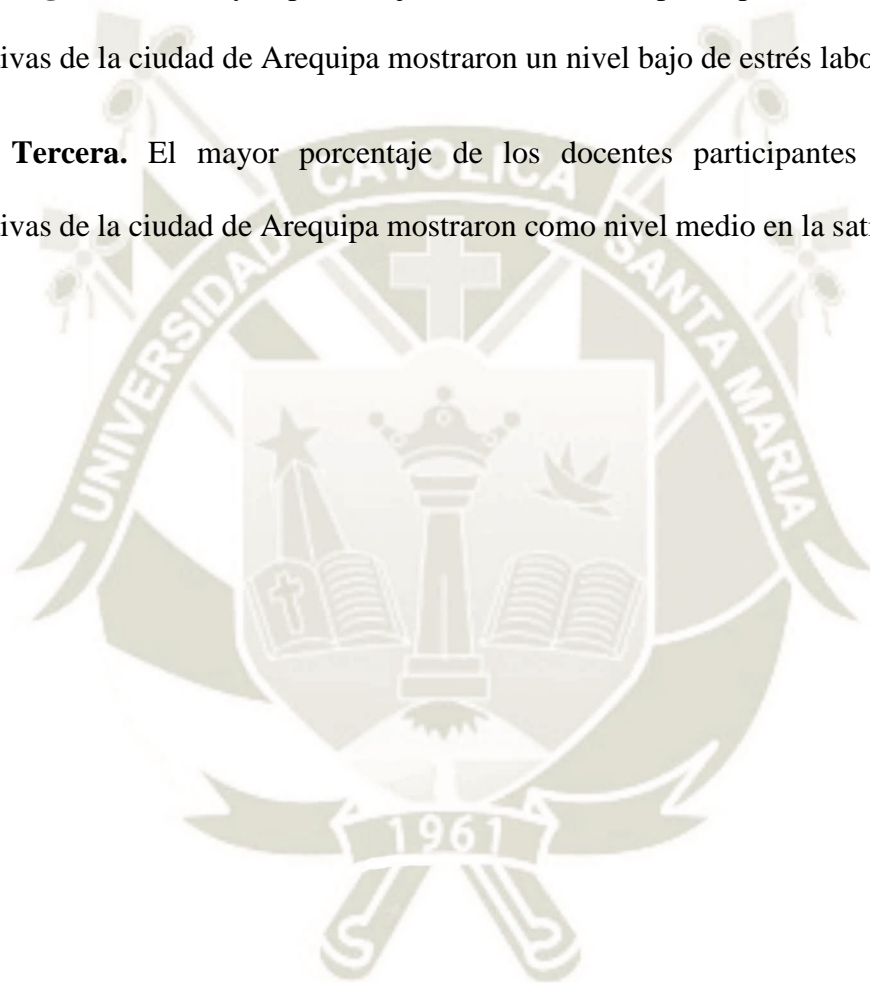 ivas de la ciudad de Arequipa mostraron un nivel bajo de estrés labo
Tercera. El mayor porcentaje de los docentes participantes
ivas de la ciudad de Arequipa mostraron como nivel medio en la sati
UNIVERSIDAD CATOLICA SANTA MARIA
1961